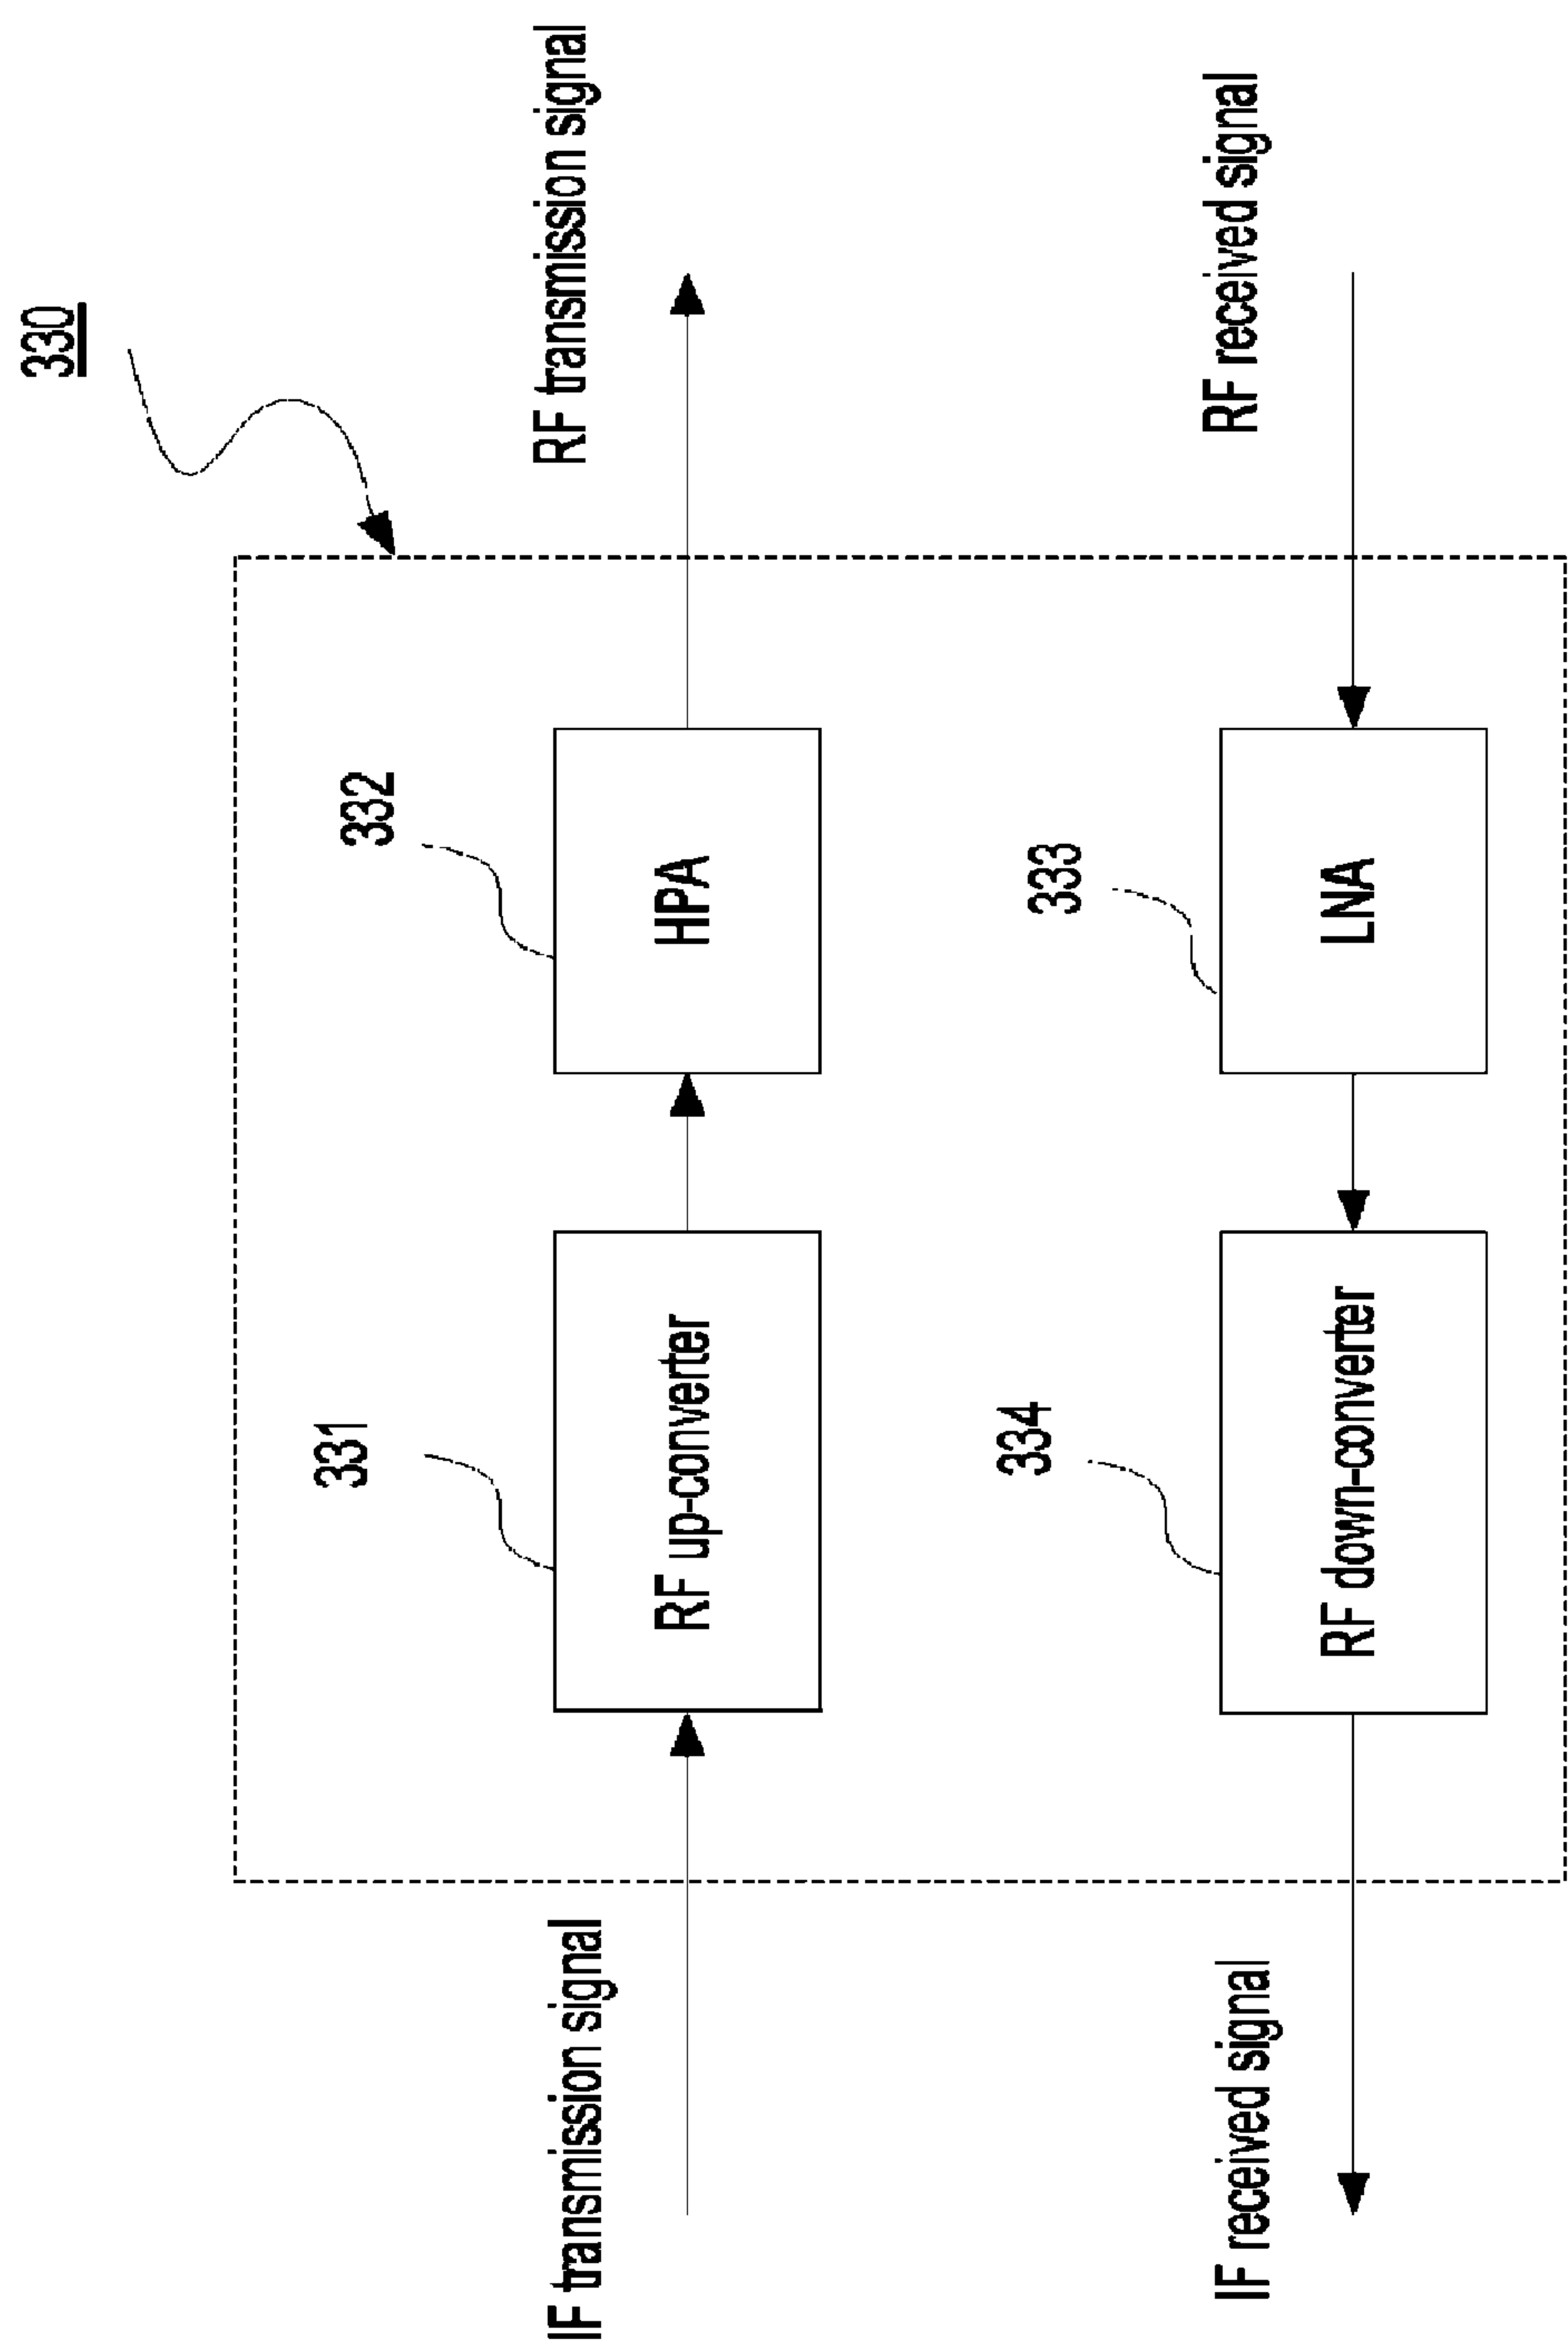 330
IF transmission signal
331
RF up-converter
332
HPA
RF transmission signal
IF received signal
334
RF down-converter
333
LNA
RF received signal